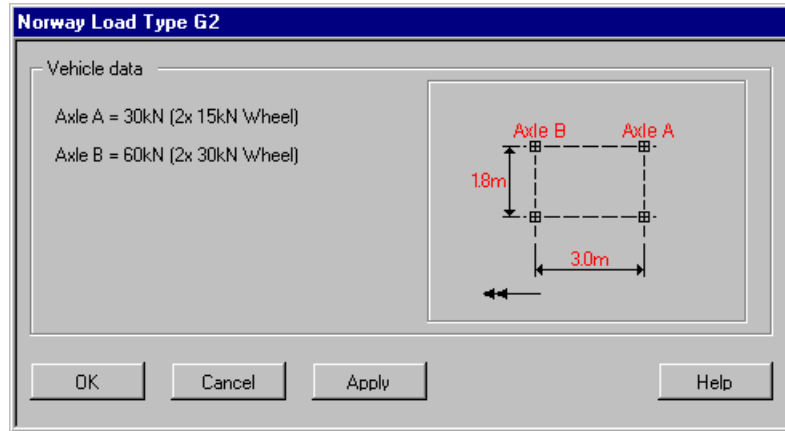 Norway Load Type G2
Vehicle data
Axle A = 30kN (2x 15kN Wheel)
Axle B = 60kN (2x 30kN Wheel)
Axle B Axle A
1.8m
3.0m
OK Cancel Apply Help